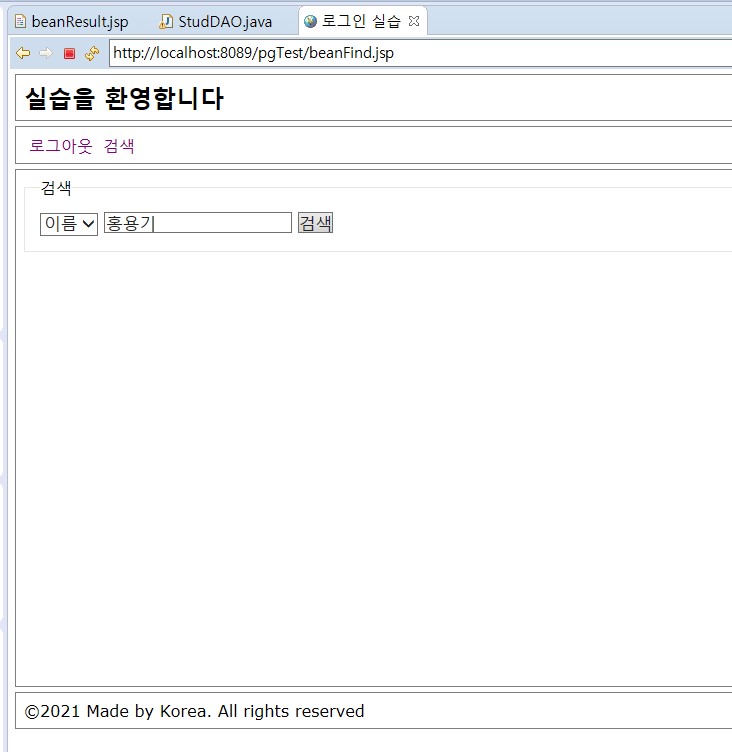 beanResult.jsp StudDAO.java 로그인 실습
http://localhost:8089/pgTest/beanFind.jsp
실습을 환영합니다
로그아웃 검색
검색
이름 홍용기 검색
©2021 Made by Korea. All rights reserved